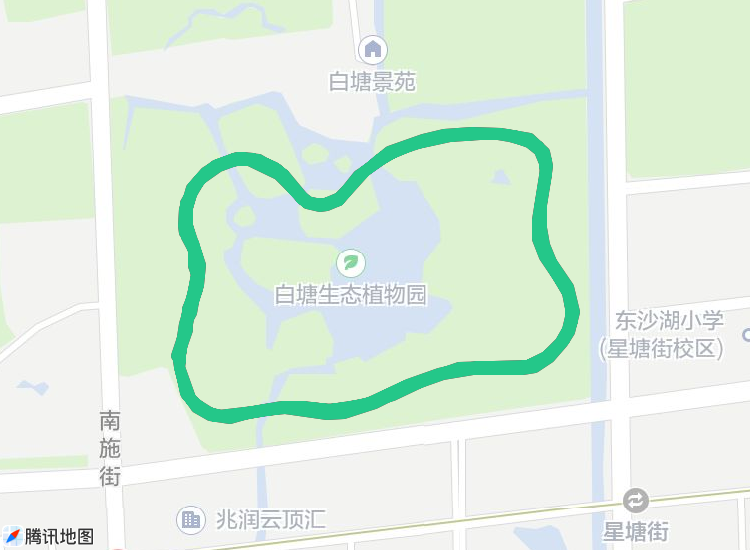 白塘景苑
白塘生态植物园
东沙湖小学
(星塘街校区)
南施街
兆润云顶汇
星塘街
腾讯地图